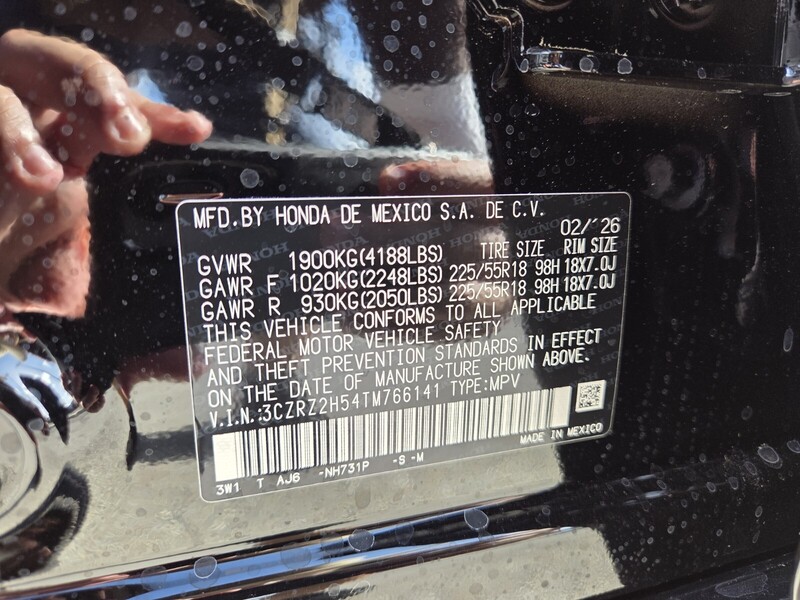 MFD.BY HONDA DE MEXICO S.A. DE C.V.
02/'26
GVWR 1900KG(4188LBS) TIRE SIZE RIM SIZE
GAWR F 1020KG(2248LBS) 225/55R18 98H 18X7.0J
GAWR R 930KG(2050LBS) 225/55R18 98H 18X7.0J
THIS VEHICLE CONFORMS TO ALL APPLICABLE
FEDERAL MOTOR VEHICLE SAFETY
AND THEFT PREVENTION STANDARDS IN EFFECT
ON THE DATE OF MANUFACTURE SHOWN ABOVE.
V.I.N.:3CZRZ2H54TM766141 TYPE:MPV
MADE IN MEXICO
3W1 T AJ6 -NH731P -S -M